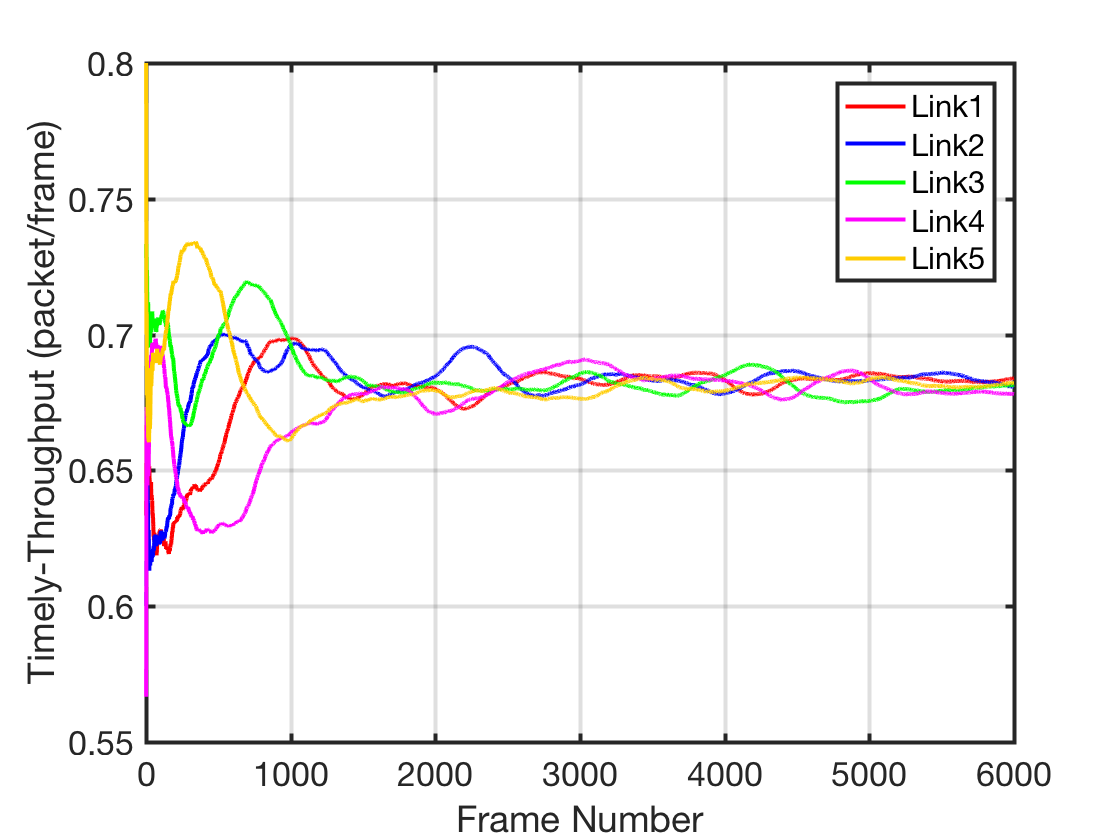 0.8
0.75
0.7
0.65
0.6
0.55
Timely-Throughput (packet/frame)
Link1
Link2
Link3
Link4
Link5
0 1000 2000 3000 4000 5000 6000
Frame Number